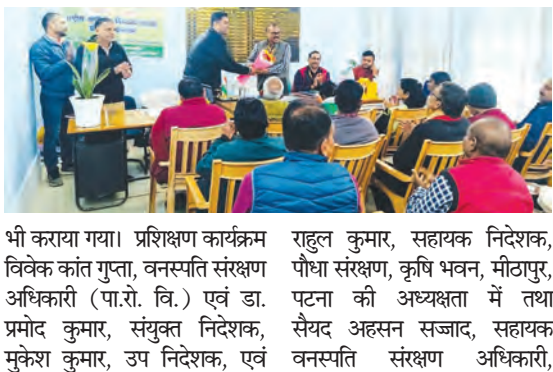 भी कराया गया। प्रशिक्षण कार्यक्रम
विवेक कांत गुप्ता, वनस्पति संरक्षण
अधिकारी (पा.रो. वि.) एवं डा.
प्रमोद कुमार, संयुक्त निदेशक,
मुकेश कुमार, उप निदेशक, एवं
राहुल कुमार, सहायक निदेशक,
पौधा संरक्षण, कृषि भवन, मीठापुर,
पटना की अध्यक्षता में तथा
सैयद अहसन सज्जाद, सहायक
वनस्पति संरक्षण अधिकारी,